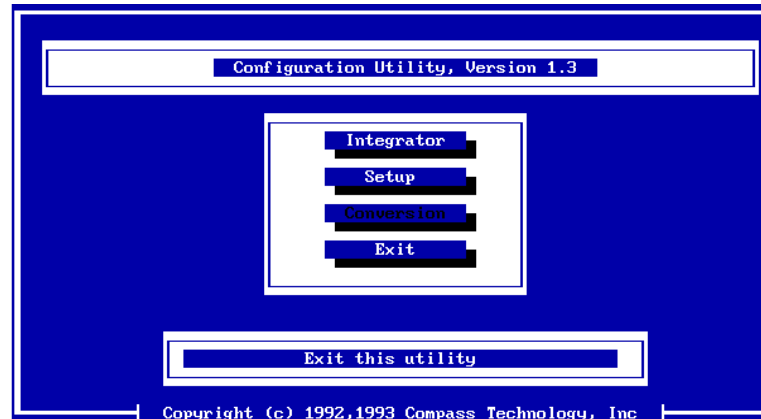 Configuration Utility, Version 1.3
Integrator
Setup
Conversion
Exit
Exit this utility
Copyright (c) 1992,1993 Compass Technology, Inc